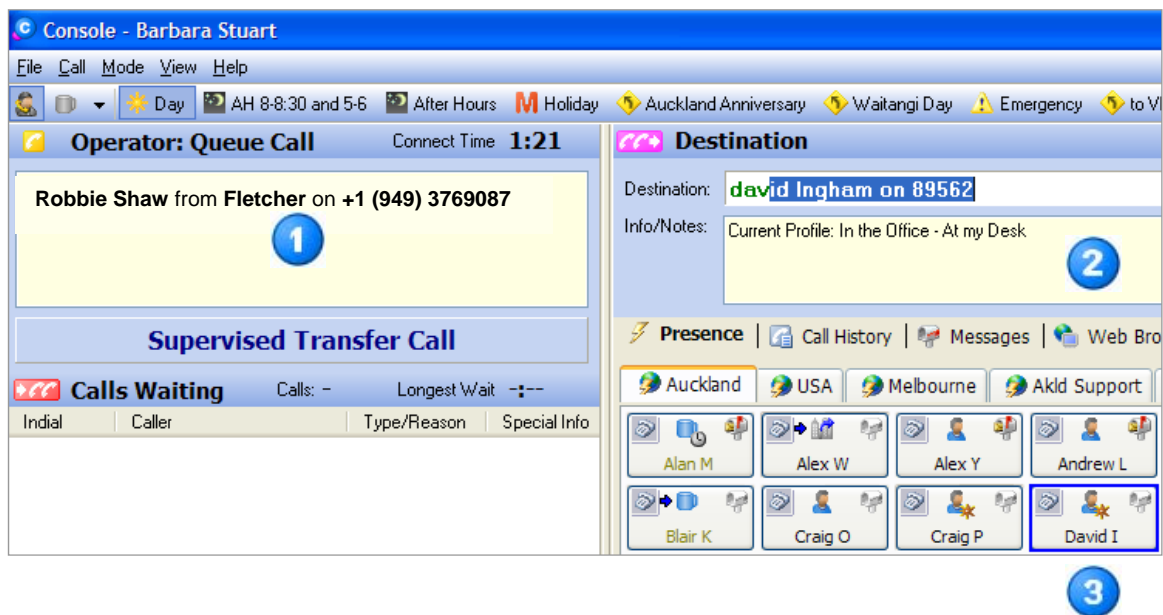 Console - Barbara Stuart
File Call Mode View Help
Day AH 8-8:30 and 5-6 After Hours Holiday Auckland Anniversary Waitangi Day Emergency to
Operator: Queue Call Connect Time 1:21
Robbie Shaw from Fletcher on +1 (949) 3769087
1
Supervised Transfer Call
Calls Waiting Calls: - Longest Wait -:--
Indial Caller Type/Reason Special Info
Destination
Destination: david Ingham on 89562
Info/Notes: Current Profile: In the Office - At my Desk
2
Presence Call History Messages Web Bro
Auckland USA Melbourne Akld Support
Alan M Alex W Alex Y Andrew L
Blair K Craig O Craig P David I
3